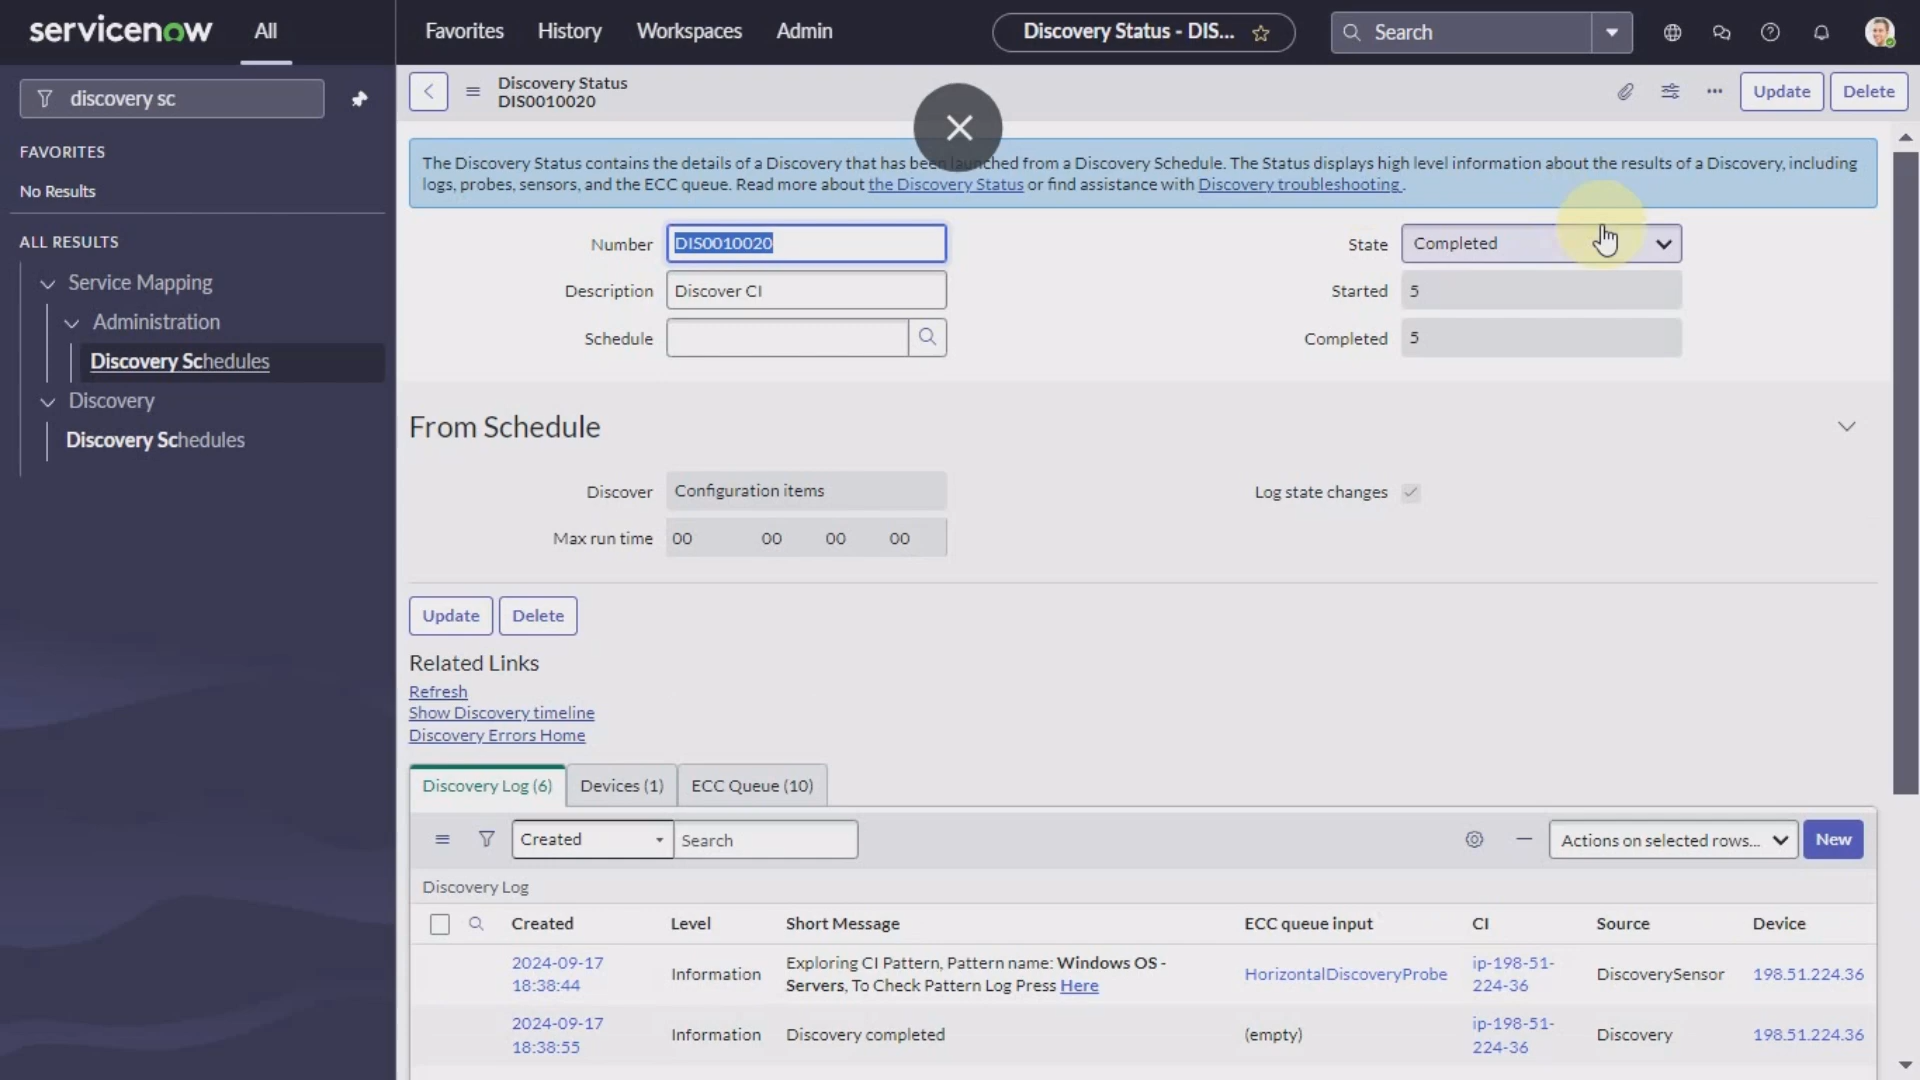 servicenow
All
Favorites
History
Workspaces
Admin
Discovery Status - DIS...
Search
discovery sc
FAVORITES
No Results
ALL RESULTS
Service Mapping
Administration
Discovery Schedules
Discovery
Discovery Schedules
Discovery Status
DIS0010020
Update
Delete
The Discovery Status contains the details of a Discovery that has been launched from a Discovery Schedule. The Status displays high level information about the results of a Discovery, including
logs, probes, sensors, and the ECC queue. Read more about the Discovery Status or find assistance with Discovery troubleshooting .
Number DIS0010020
State Completed
Description Discover CI
Started 5
Schedule
Completed 5
From Schedule
Discover Configuration items
Log state changes
Max run time 00 00 00 00
Update
Delete
Related Links
Refresh
Show Discovery timeline
Discovery Errors Home
Discovery Log (6)
Devices (1)
ECC Queue (10)
Created
Search
Actions on selected rows...
New
Discovery Log
Created Level Short Message ECC queue input CI Source Device
2024-09-17
18:38:44
Information
Exploring CI Pattern, Pattern name: Windows OS -
Servers, To Check Pattern Log Press Here
HorizontalDiscoveryProbe
ip-198-51-
224-36
DiscoverySensor
198.51.224.36
2024-09-17
18:38:55
Information
Discovery completed
(empty)
ip-198-51-
224-36
Discovery
198.51.224.36